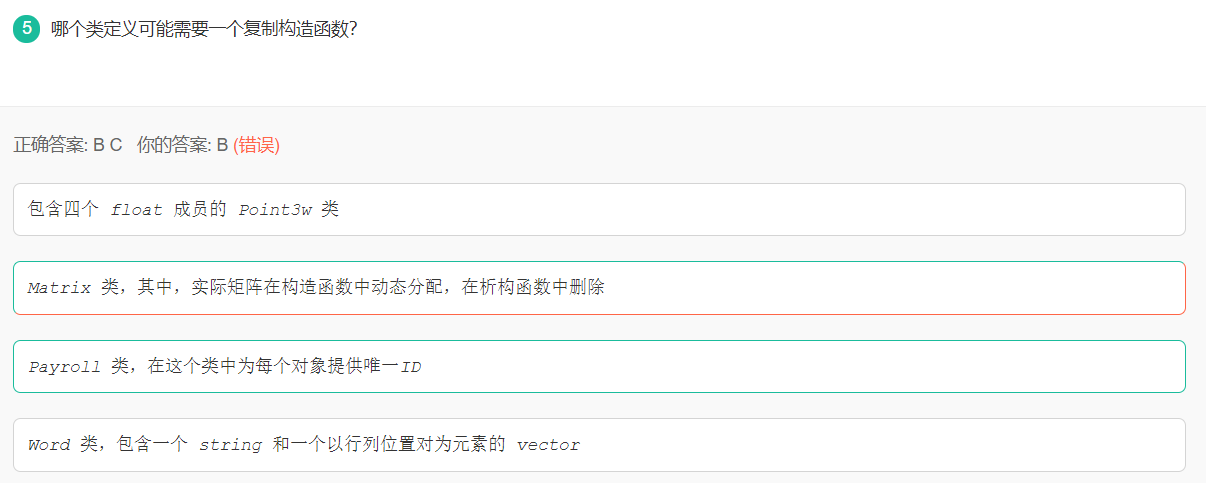 5 哪个类定义可能需要一个复制构造函数?
正确答案: B C 你的答案: B (错误)
包含四个 float 成员的 Point3w 类
Matrix 类，其中，实际矩阵在构造函数中动态分配，在析构函数中删除
Payroll 类，在这个类中为每个对象提供唯一ID
Word 类，包含一个 string 和一个以行列位置对为元素的 vector